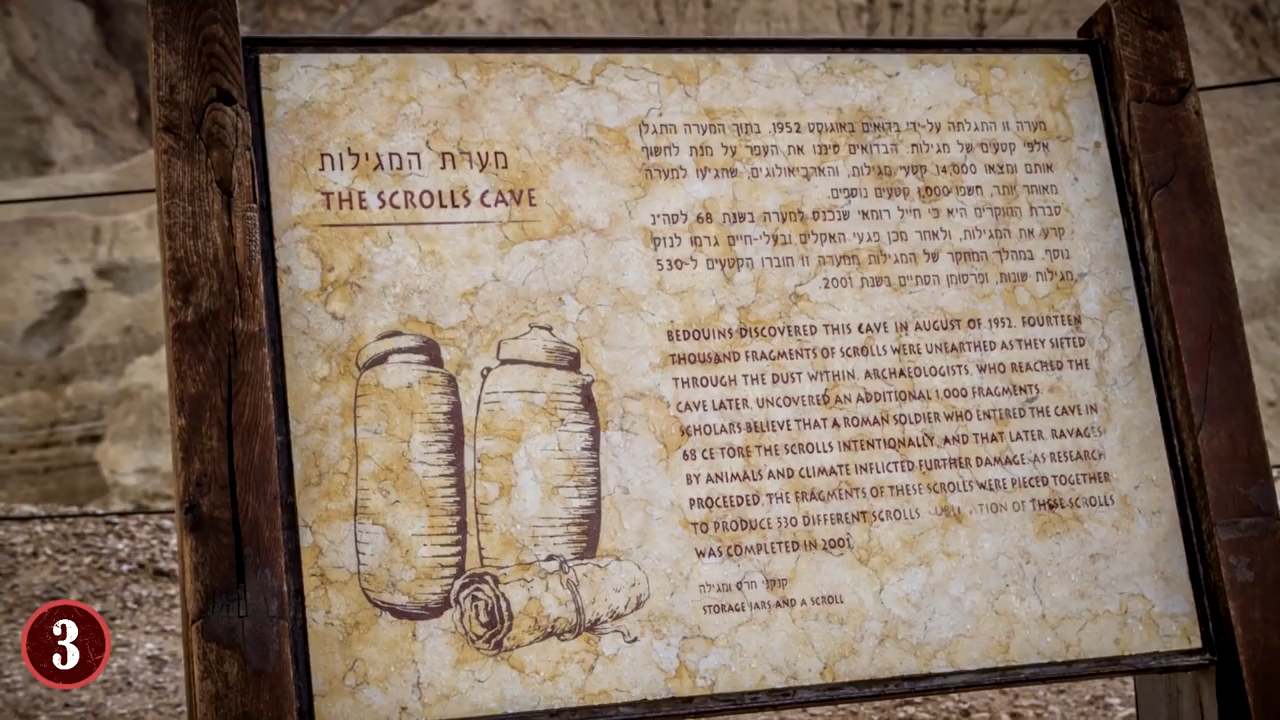 מערת המגילות
THE SCROLLS CAVE
מערה זו התגלתה על-ידי בדואים באוגוסט 1952. בתוך המערה התגלו
אלפי קטעים של מגילות. הבדואים סיננו את העפר על מנת לחשוף
אותם ומצאו 14,000 קטעי מגילות, והארכיאולוגים, שהגיעו למערה
מאוחר יותר, חשפו 1,000 קטעים נוספים.
סברת החוקרים היא כי חייל רומאי שנכנס למערה בשנת 68 לסה״נ
קרע את המגילות, ולאחר מכן פגעי האקלים ובעלי-חיים גרמו לנזק
נוסף. במהלך המחקר של המגילות ממערה זו חוברו הקטעים ל-530
מגילות שונות, ופרסומן הסתיים בשנת 2001.
BEDOUINS DISCOVERED THIS CAVE IN AUGUST OF 1952. FOURTEEN
THOUSAND FRAGMENTS OF SCROLLS WERE UNEARTHED AS THEY SIFTED
THROUGH THE DUST WITHIN. ARCHAEOLOGISTS, WHO REACHED THE
CAVE LATER, UNCOVERED AN ADDITIONAL 1,000 FRAGMENTS.
SCHOLARS BELIEVE THAT A ROMAN SOLDIER WHO ENTERED THE CAVE IN
68 CE TORE THE SCROLLS INTENTIONALLY, AND THAT LATER, RAVAGES
BY ANIMALS AND CLIMATE INFLICTED FURTHER DAMAGE. AS RESEARCH
PROCEEDED, THE FRAGMENTS OF THESE SCROLLS WERE PIECED TOGETHER
TO PRODUCE 530 DIFFERENT SCROLLS OF THESE SCROLLS
WAS COMPLETED IN 2001.
קנקני חרס ומגילה
STORAGE JARS AND A SCROLL
3